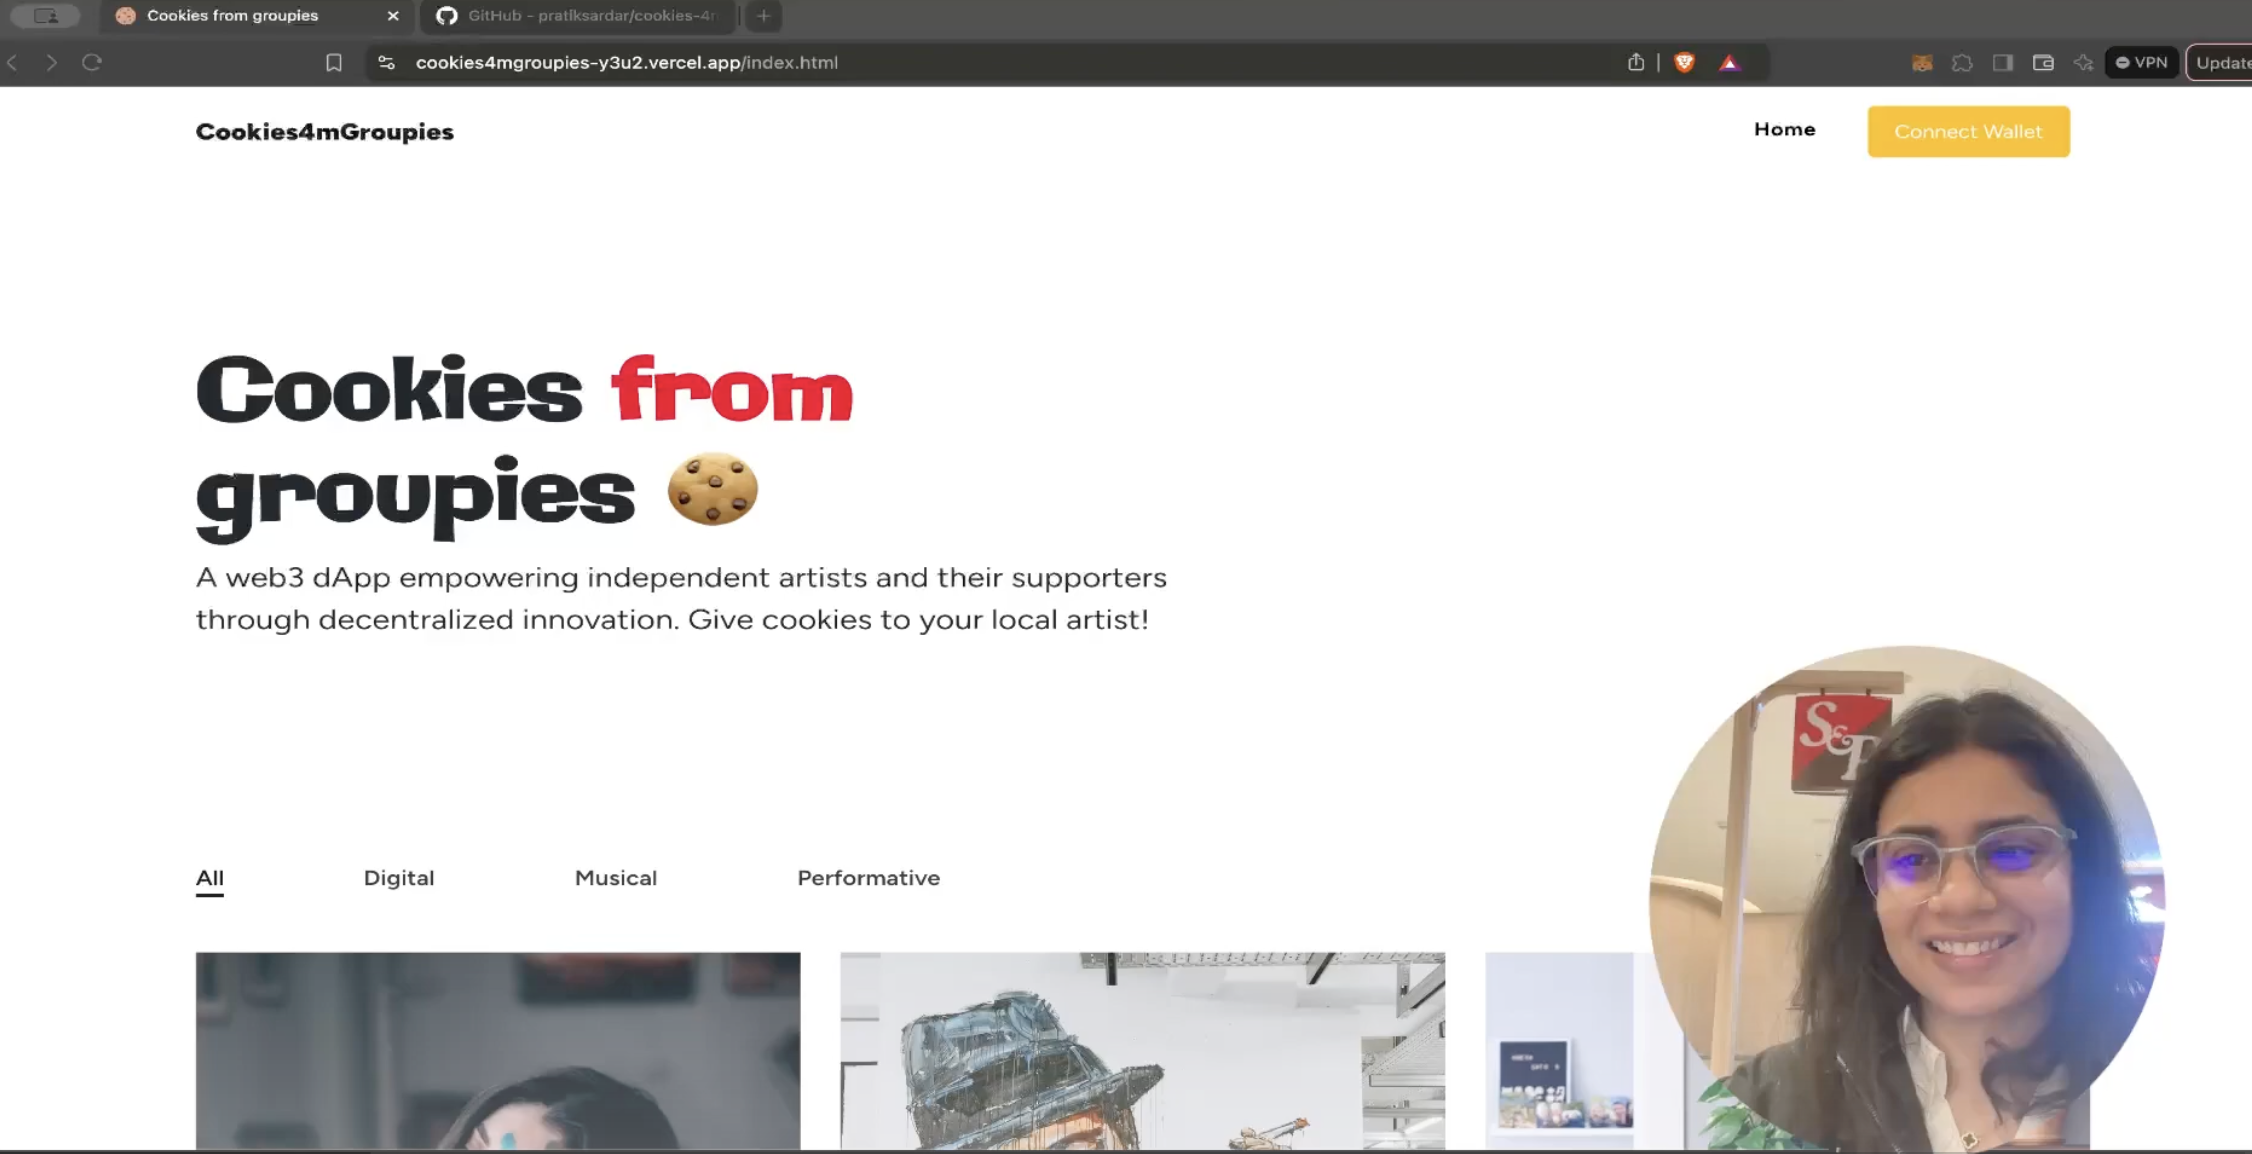 Cookies from groupies
GitHub - pratiksardar/cookies-4
cookies4mgroupies-y3u2.vercel.app/index.html
VPN
Update
Cookies4mGroupies
Home
Connect Wallet
Cookies from
groupies
A web3 dApp empowering independent artists and their supporters
through decentralized innovation. Give cookies to your local artist!
S&P
All
Digital
Musical
Performative